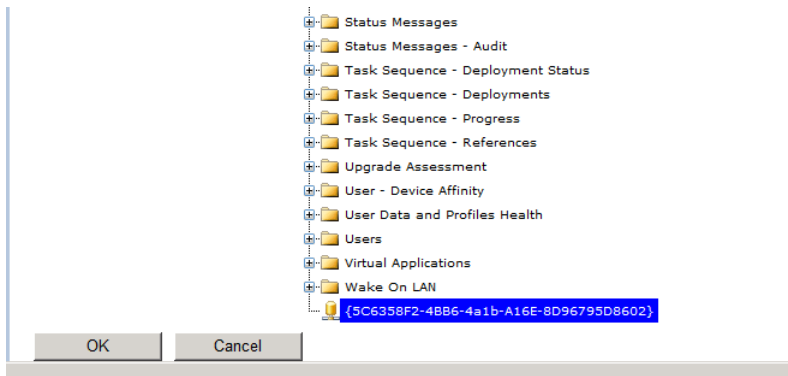 Status Messages
Status Messages - Audit
Task Sequence - Deployment Status
Task Sequence - Deployments
Task Sequence - Progress
Task Sequence - References
Upgrade Assessment
User - Device Affinity
User Data and Profiles Health
Users
Virtual Applications
Wake On LAN
{5C6358F2-4BB6-4a1b-A16E-8D96795D8602}
OK Cancel